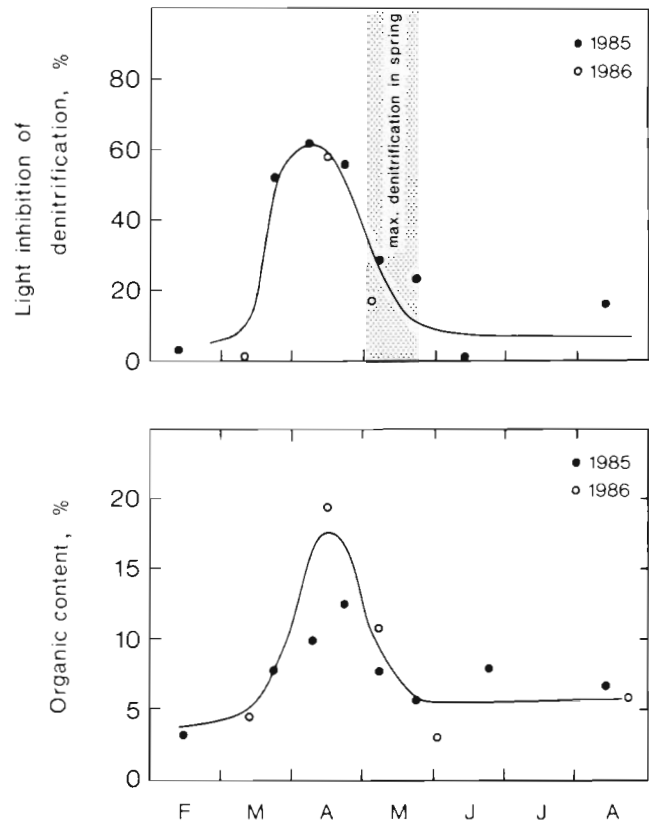 Light inhibition of
denitrification, %
80
60
40
20
0
max. denitrification in spring
● 1985
○ 1986
Organic content, %
20
15
10
5
0
● 1985
○ 1986
F M A M J J A